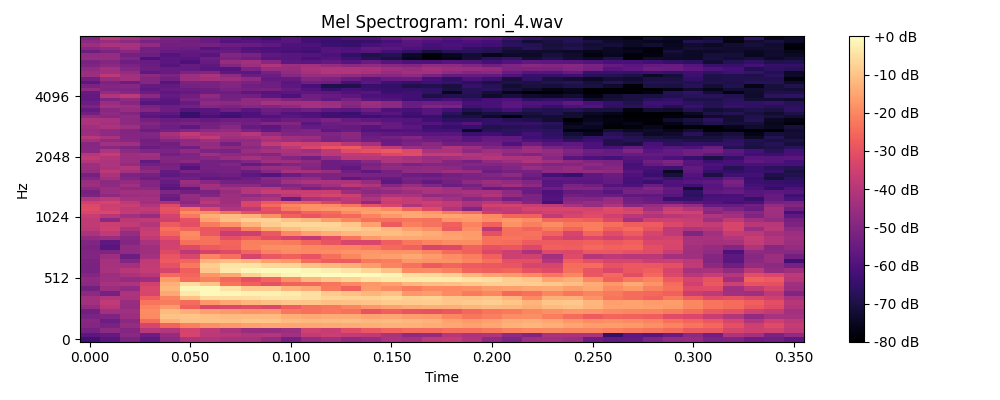 Mel Spectrogram: roni_4.wav
Hz
4096
2048
1024
512
0
0.000 0.050 0.100 0.150 0.200 0.250 0.300 0.350
Time
+0 dB
-10 dB
-20 dB
-30 dB
-40 dB
-50 dB
-60 dB
-70 dB
-80 dB